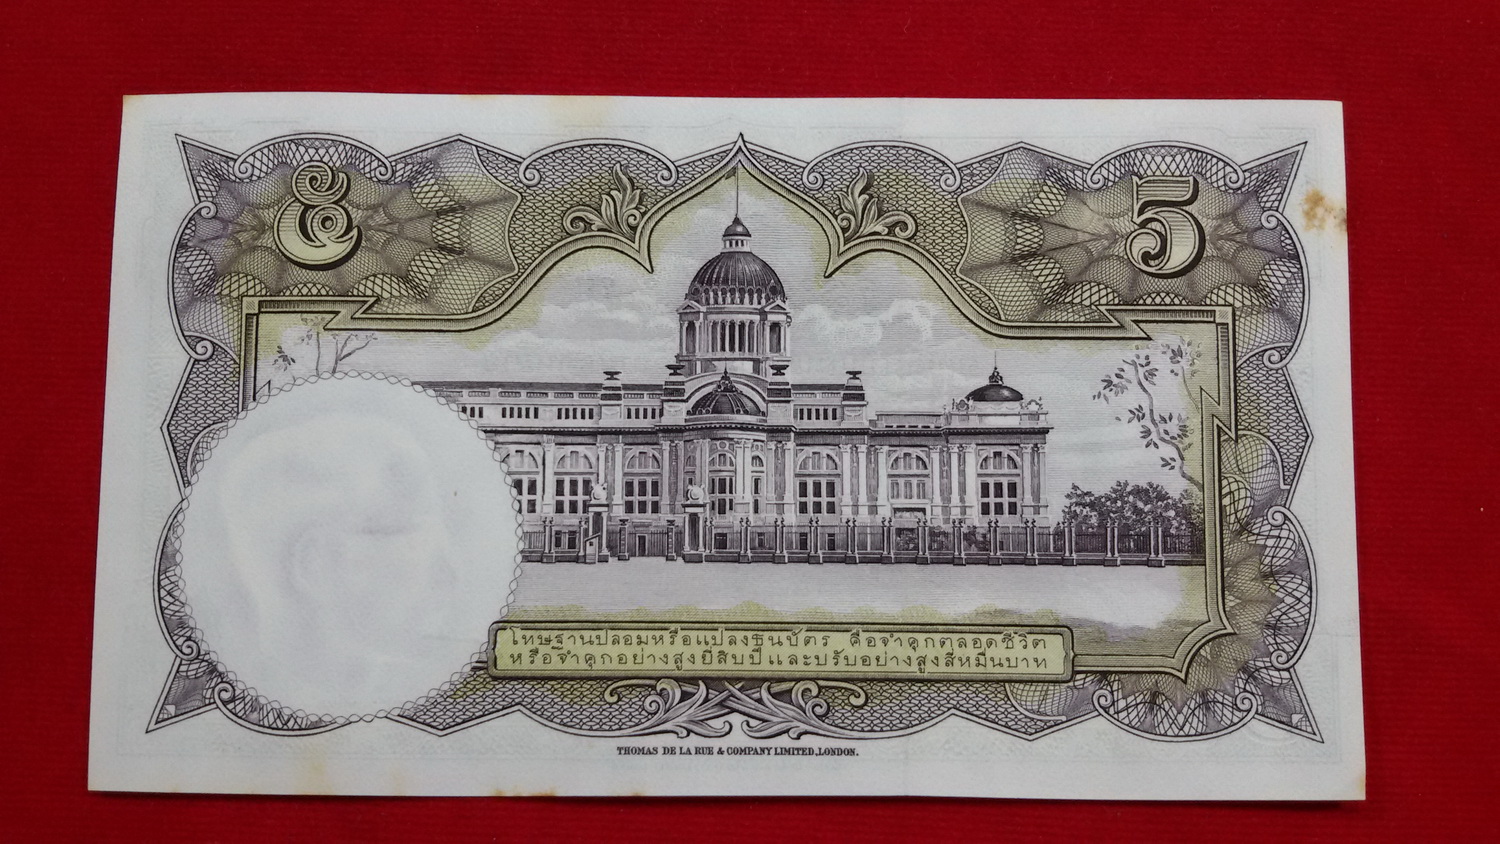 ๕
5
โทษฐานปลอมหรือแปลงธนบัตร คือจำคุกตลอดชีวิต
หรือจำคุกอย่างสูงยี่สิบปี และปรับอย่างสูงสี่หมื่นบาท
THOMAS DE LA RUE & COMPANY LIMITED, LONDON.